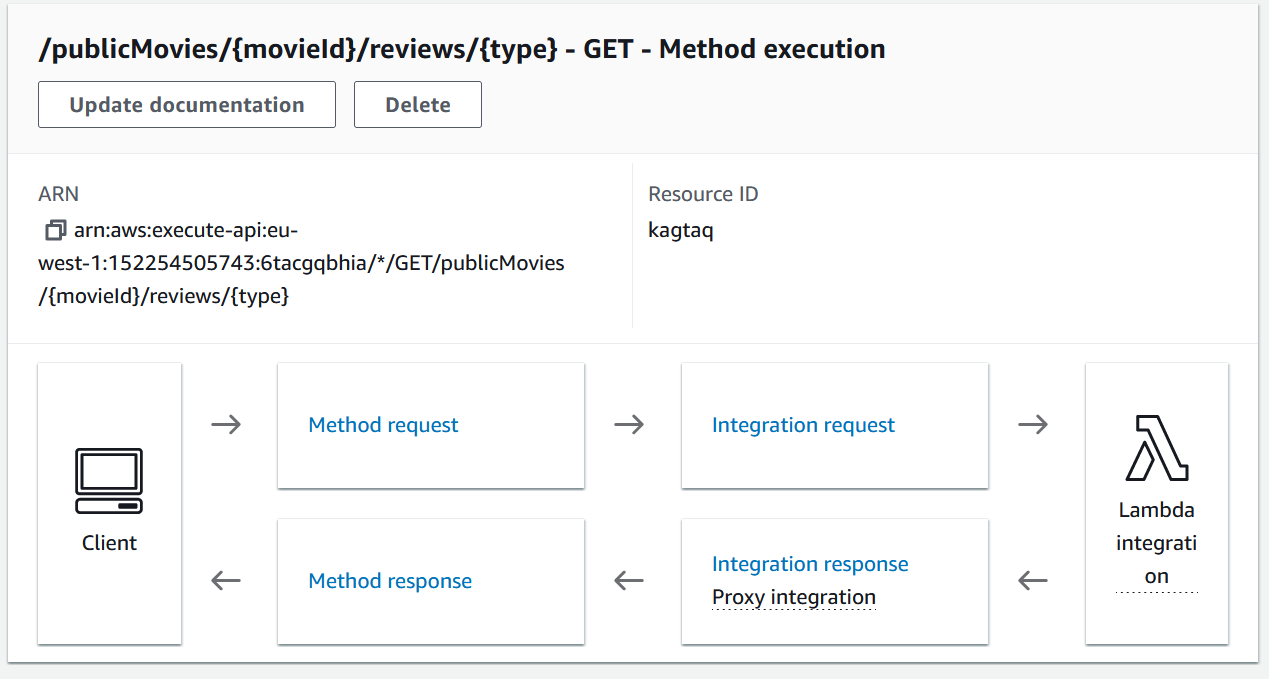 /publicMovies/{movieId}/reviews/{type} - GET - Method execution
Update documentation
Delete
ARN
arn:aws:execute-api:eu-
west-1:152254505743:6tacgqbhia/*/GET/publicMovies
/{movieId}/reviews/{type}
Resource ID
kagtaq
Client
Method request
Integration request
Lambda
integrati
on
Method response
Integration response
Proxy integration